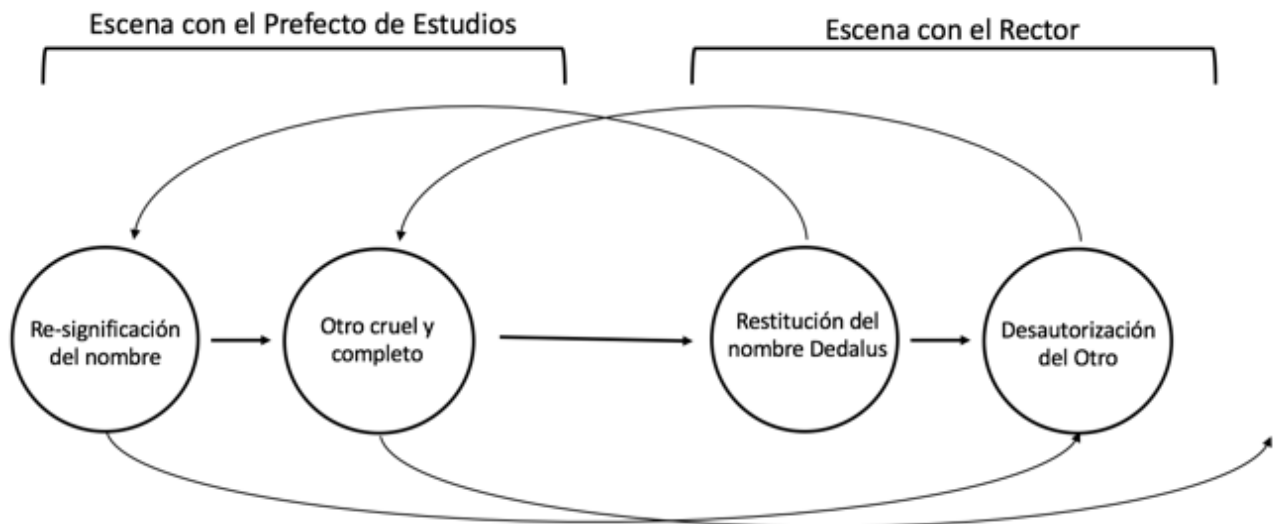 Escena con el Prefecto de Estudios
Escena con el Rector
Re-significación
del nombre
Otro cruel y
completo
Restitución del
nombre Dedalus
Desautorización
del Otro